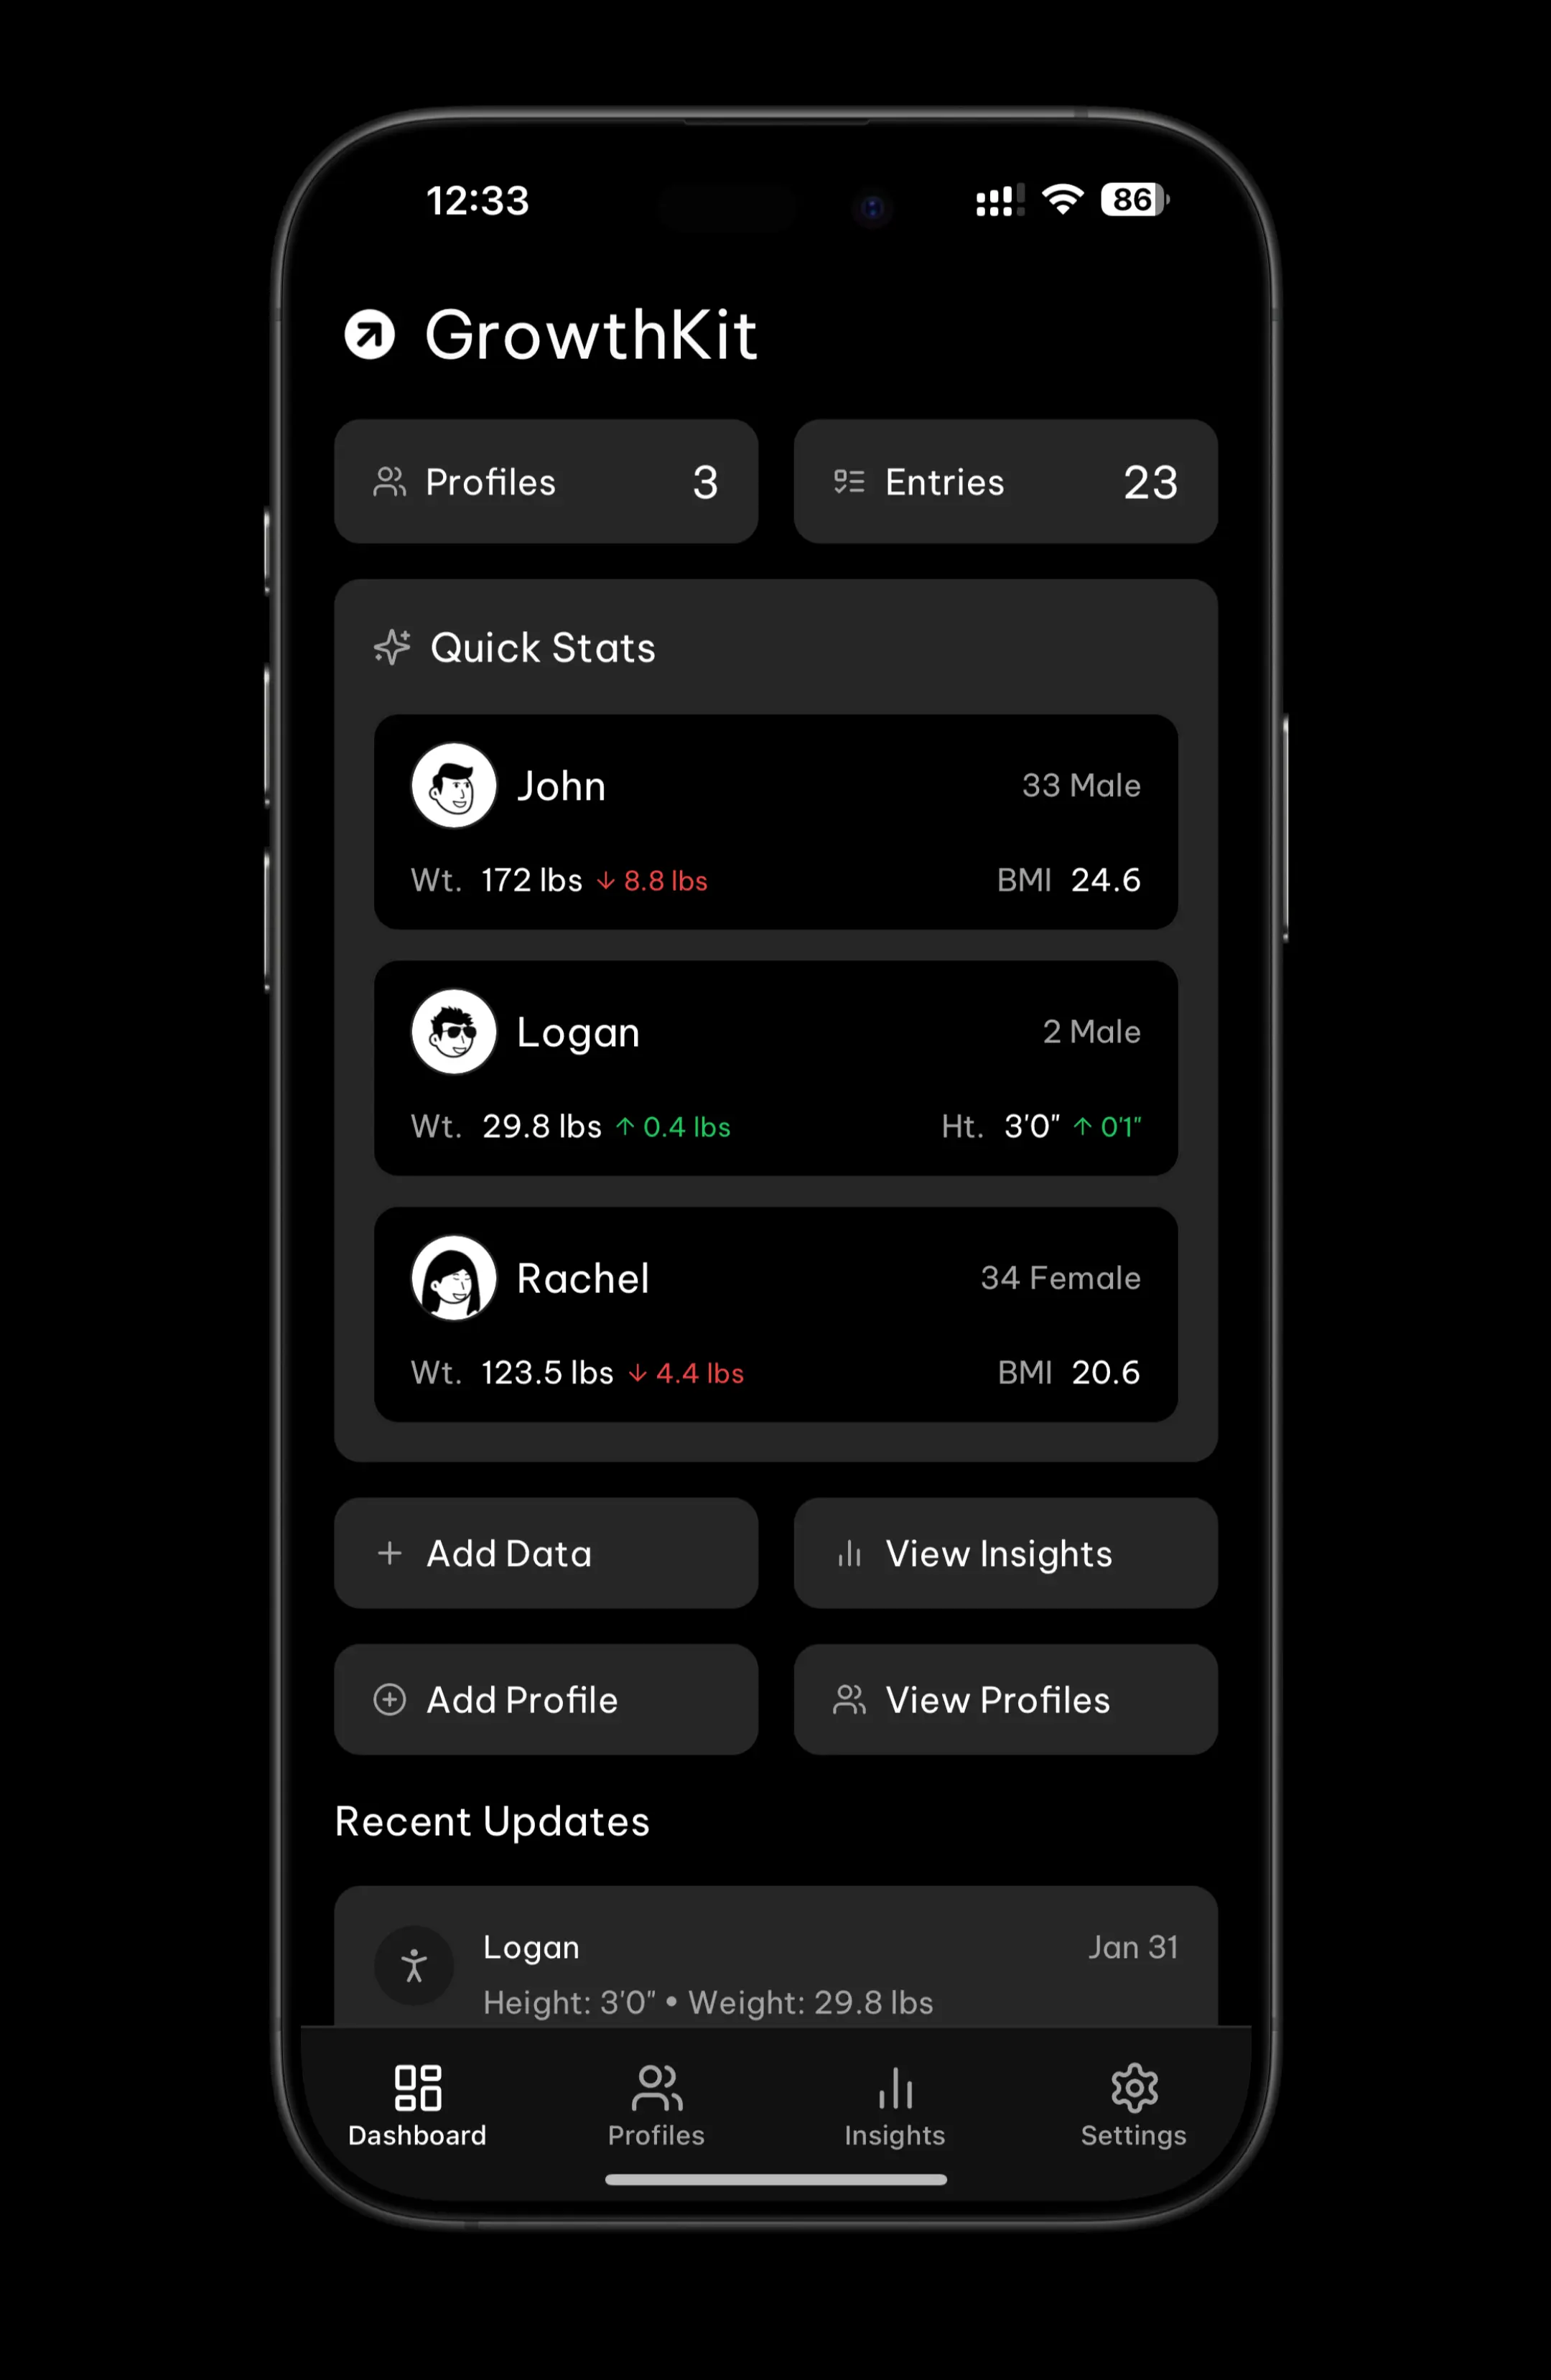 12:33 86
GrowthKit
Profiles 3 Entries 23
Quick Stats
John 33 Male
Wt. 172 lbs ↓ 8.8 lbs BMI 24.6
Logan 2 Male
Wt. 29.8 lbs ↑ 0.4 lbs Ht. 3'0" ↑ 0'1"
Rachel 34 Female
Wt. 123.5 lbs ↓ 4.4 lbs BMI 20.6
Add Data View Insights
Add Profile View Profiles
Recent Updates
Logan Jan 31
Height: 3'0" • Weight: 29.8 lbs
Dashboard Profiles Insights Settings